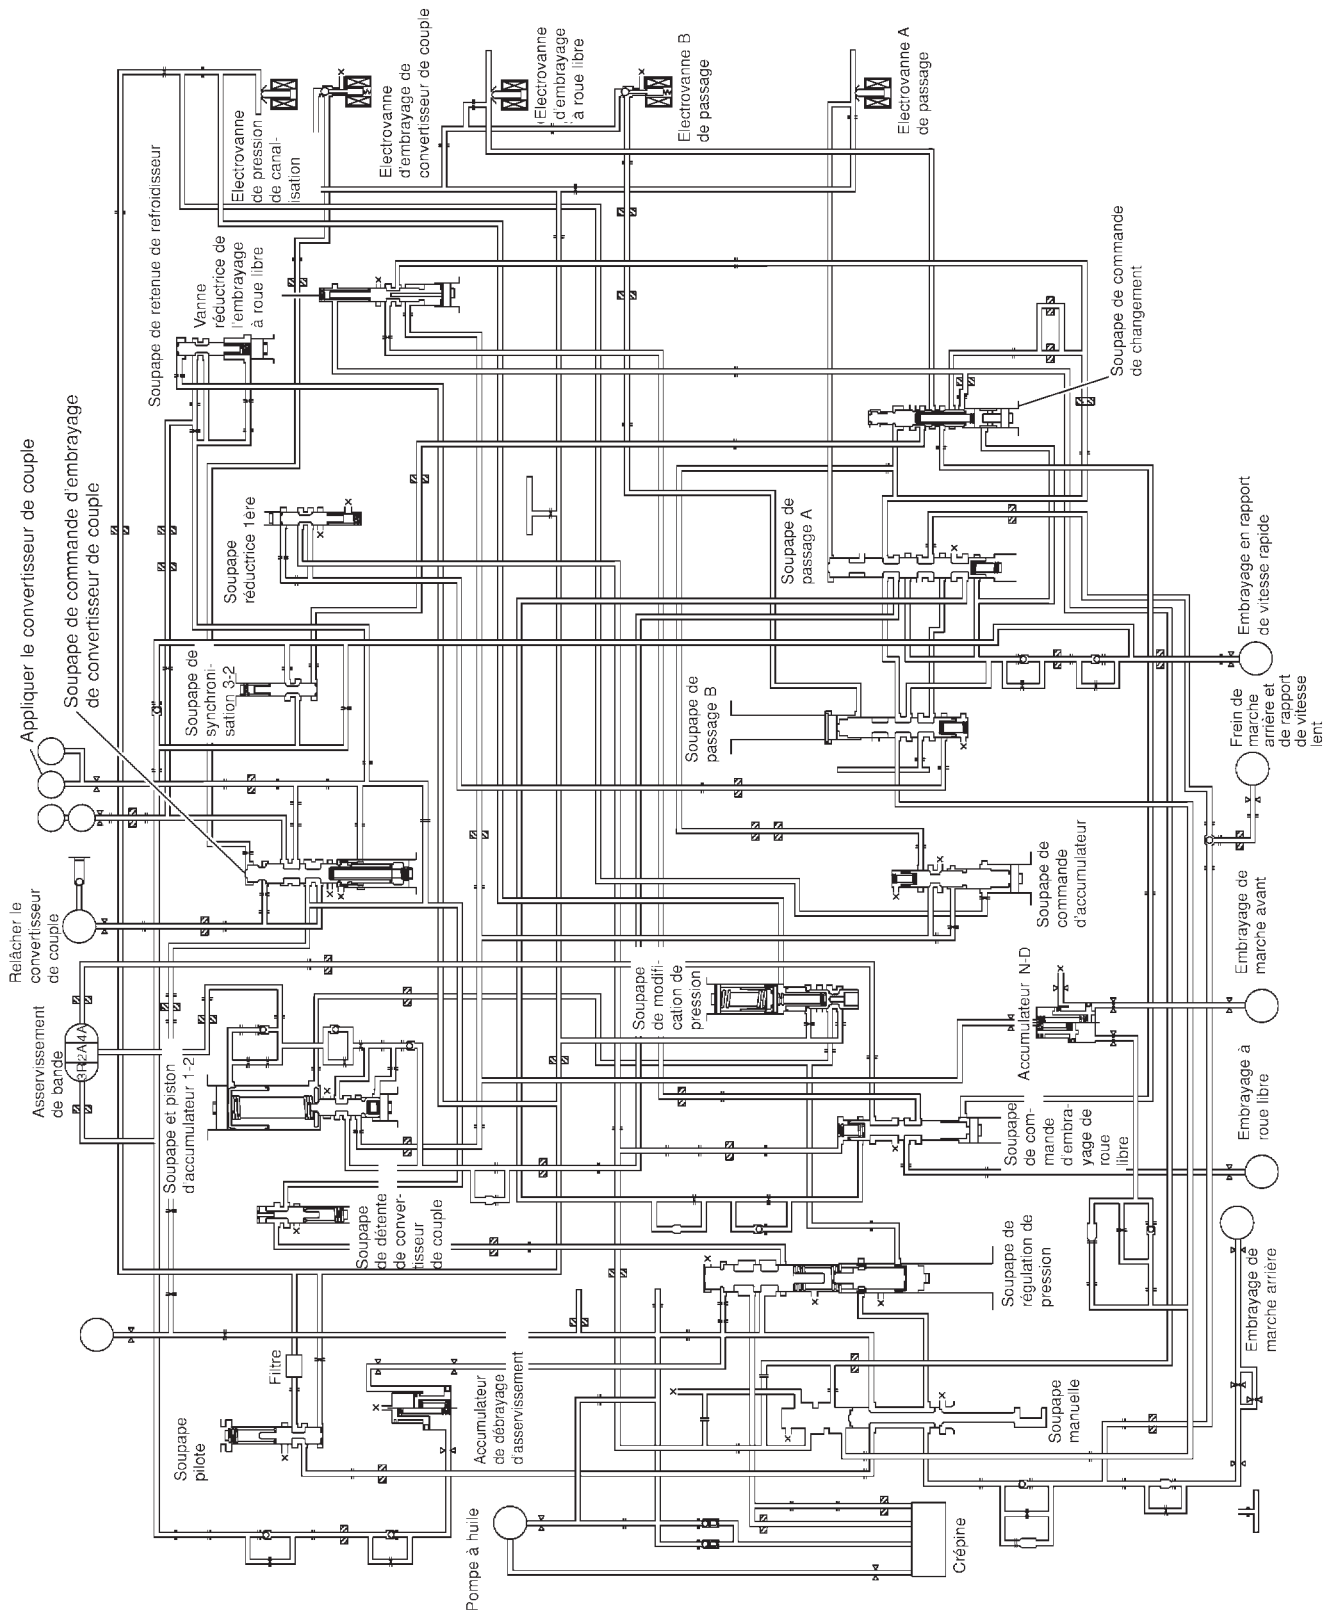 Relâcher le
convertisseur
de couple
Appliquer le convertisseur de couple
Soupape de commande d'embrayage
de convertisseur de couple
Soupape de retenue de refroidisseur
Vanne
réductrice de
l'embrayage
à roue libre
Electrovanne
de pression
de canal-
isation
Electrovanne
d'embrayage de
convertisseur de couple
Electrovanne
d'embrayage
à roue libre
Electrovanne B
de passage
Electrovanne A
de passage
Asservissement
de bande
3R
2A
4A
Soupape et piston
d'accumulateur 1-2
Soupape de
synchroni-
sation 3-2
Soupape
réductrice 1ère
Soupape
de détente
de conver-
tisseur
de couple
Soupape
de modifi-
cation de
pression
Soupape de
passage B
Soupape de
passage A
Soupape de commande
de changement
Filtre
Soupape
pilote
Accumulateur
de débrayage
d'asservissement
Soupape de
régulation de
pression
Soupape
de com-
mande
d'embra-
yage de
roue
libre
Accumulateur N-D
Soupape de
commande
d'accumulateur
Soupape
manuelle
Pompe à huile
Crépine
Embrayage de
marche arrière
Embrayage à
roue libre
Embrayage de
marche avant
Frein de
marche
arrière et
de rapport
de vitesse
lent
Embrayage en rapport
de vitesse rapide